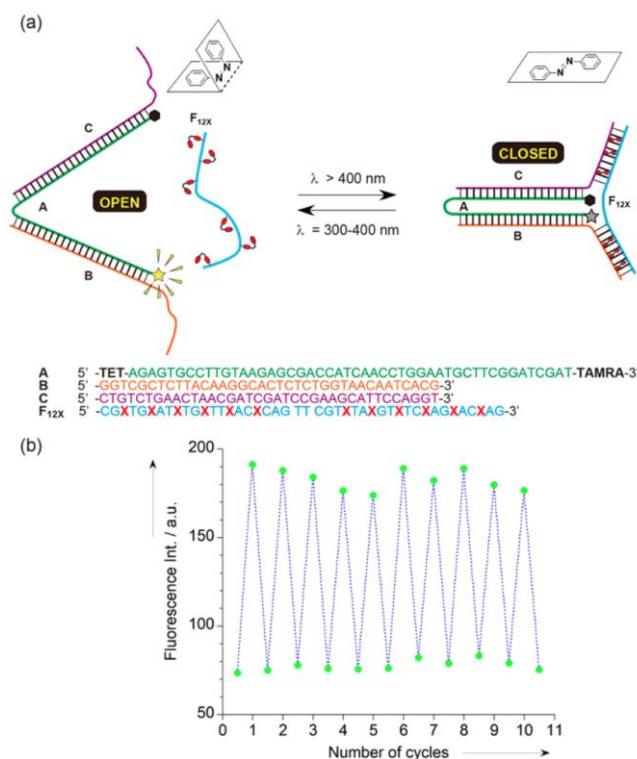 (a)
N
N
N
N
F12X
C
CLOSED
C
OPEN
λ > 400 nm
F12X
A
A
λ = 300-400 nm
B
B
A 5' -TET-AGAGTGCCTTGTAAGAGCGACCATCAACCTGGAATGCTTCGGATCGAT-TAMRA-3'
B 5' -GGTCGCTCTTACAAGGCACTCTCTGGTAACAATCACG-3'
C 5' -CTGTCTGAACTAACGATCGATCCGAAGCATTCCAGGT-3'
F12X 5' -CGXTGXATXTGXTTXACXCAG TT CGTXTAXGTXTCXAGXACXAG-3'
(b)
Fluorescence Int. / a.u.
200
150
100
50
0 1 2 3 4 5 6 7 8 9 10 11
Number of cycles